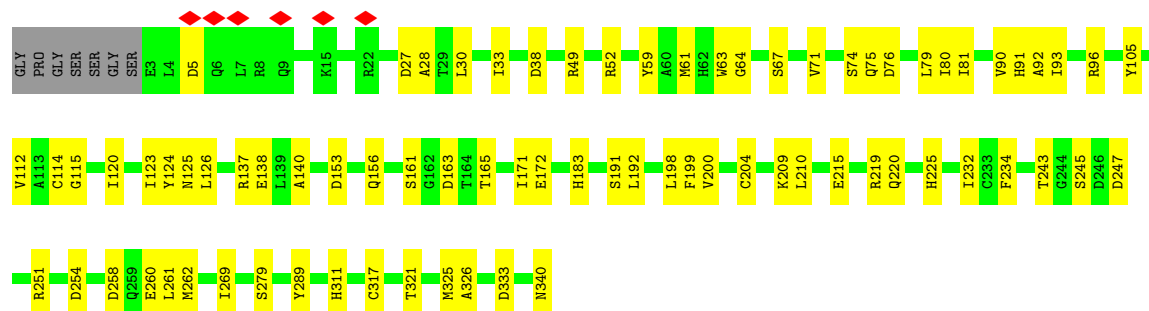 GLY PRO GLY SER SER GLY SER E3 L4 D5 Q6 L7 R8 Q9 K15 R22 D27 A28 T29 L30 I33 D38 R49 R52 Y59 A60 M61 H62 W63 G64 S67 V71 S74 Q75 D76 L79 I80 I81 V90 H91 A92 I93 R96 Y105
V112 A113 C114 G115 I120 I123 Y124 N125 L126 R137 E138 L139 A140 D153 Q156 S161 G162 D163 T164 T165 I171 E172 H183 S191 L192 L198 F199 V200 C204 K209 L210 E215 R219 Q220 H225 I232 C233 F234 T243 G244 S245 D246 D247
R251 D254 D258 Q259 E260 L261 M262 I269 S279 Y289 H311 C317 T321 M325 A326 D333 N340